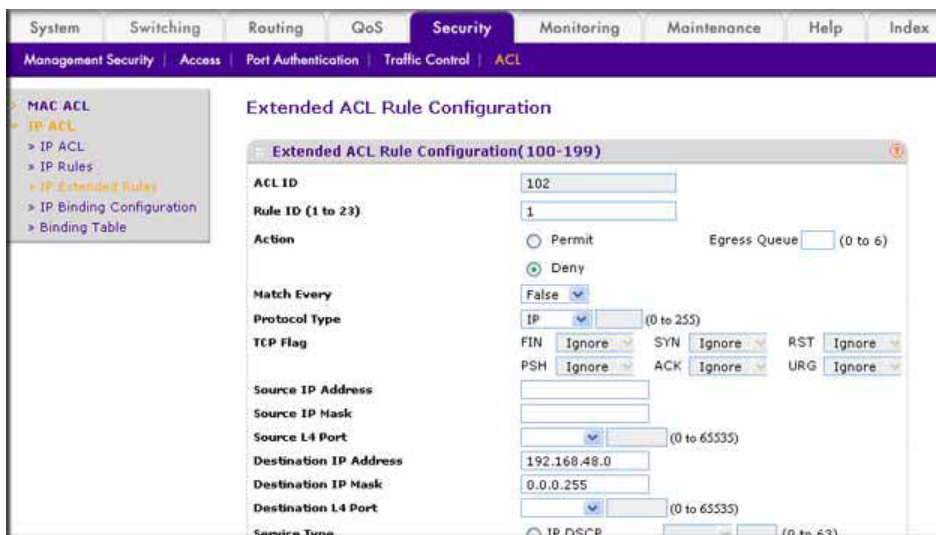 System Switching Routing QoS Security Monitoring Maintenance Help Index
Management Security | Access | Port Authentication | Traffic Control | ACL
MAC ACL
IP ACL
» IP ACL
» IP Rules
» IP Extended Rules
» IP Binding Configuration
» Binding Table
Extended ACL Rule Configuration
Extended ACL Rule Configuration(100-199)
ACL ID 102
Rule ID (1 to 23) 1
Action Permit Egress Queue (0 to 6)
Deny
Match Every False
Protocol Type IP (0 to 255)
TCP Flag FIN Ignore SYN Ignore RST Ignore
PSH Ignore ACK Ignore URG Ignore
Source IP Address
Source IP Mask
Source L4 Port (0 to 65535)
Destination IP Address 192.168.48.0
Destination IP Mask 0.0.0.255
Destination L4 Port (0 to 65535)
Service Type IP DSCP (0 to 63)